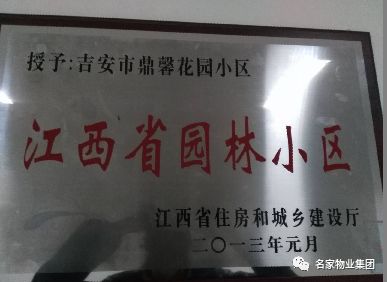 授予:吉安市鼎馨花园小区
江西省园林小区
江西省住房和城乡建设厅
二〇一三年元月
名家物业集团